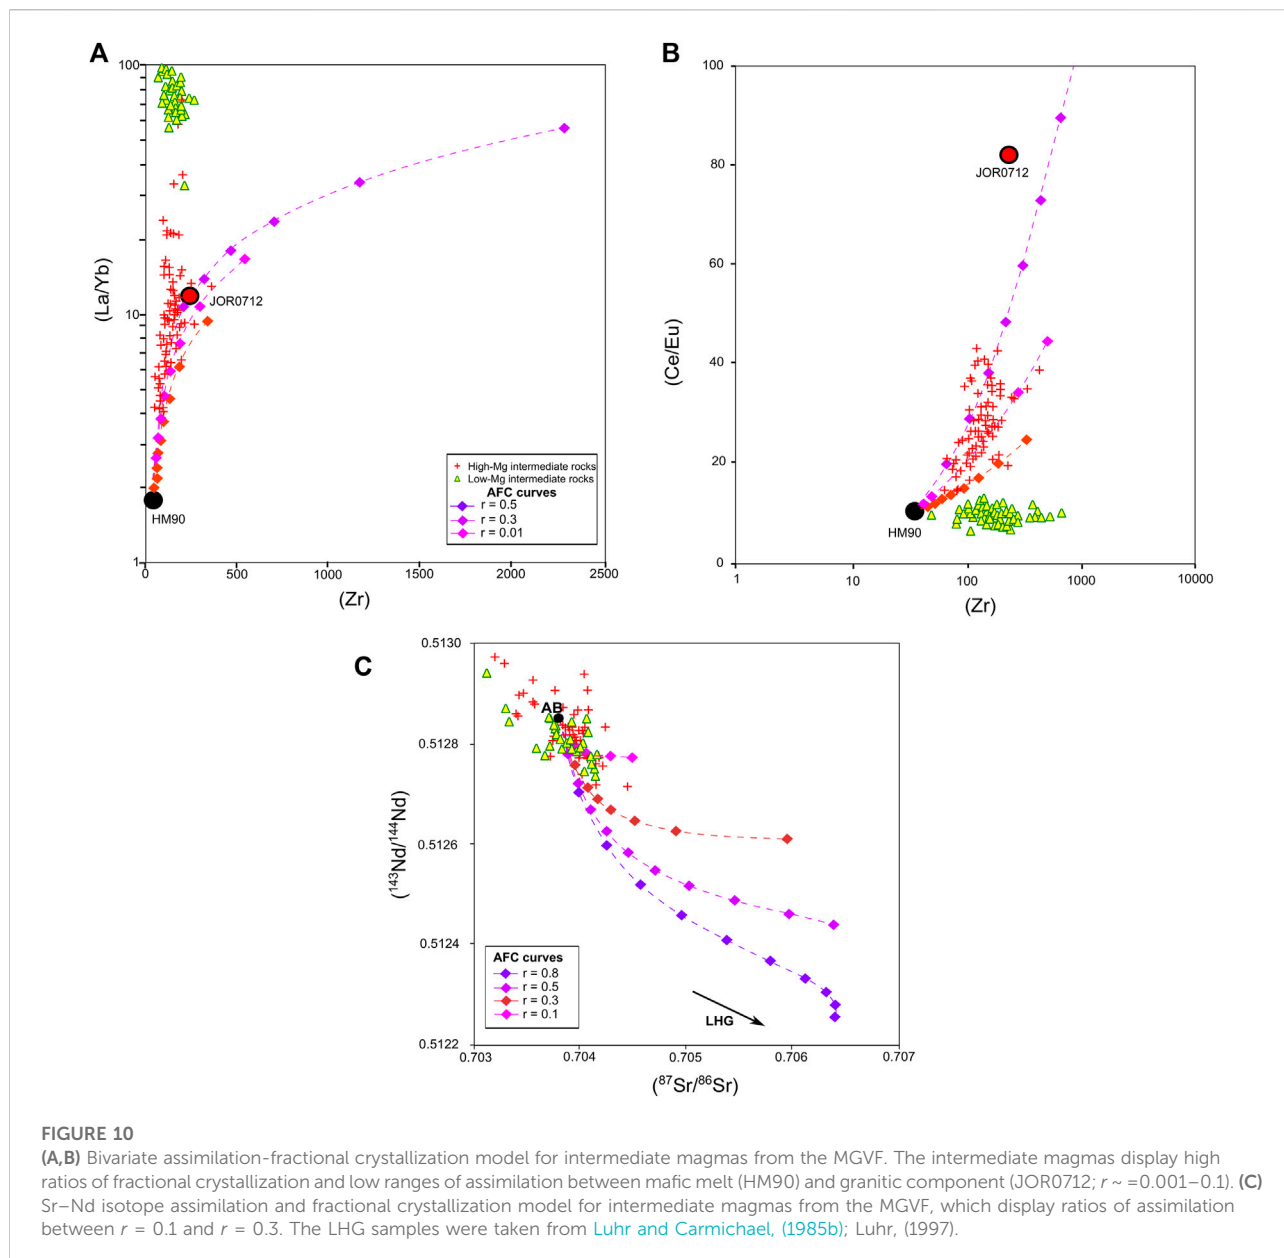 A
(La/Yb)
100
10
1
0
500
1000
1500
2000
2500
(Zr)
HM90
JOR0712
High-Mg intermediate rocks
Low-Mg intermediate rocks
AFC curves
r = 0.5
r = 0.3
r = 0.01
B
(Ce/Eu)
100
80
60
40
20
0
1
10
100
1000
10000
(Zr)
JOR0712
HM90
C
(143Nd/144Nd)
0.5130
0.5128
0.5126
0.5124
0.5122
0.703
0.704
0.705
0.706
0.707
(87Sr/86Sr)
AB
AFC curves
r = 0.8
r = 0.5
r = 0.3
r = 0.1
LHG
FIGURE 10
(A,B) Bivariate assimilation-fractional crystallization model for intermediate magmas from the MGVF. The intermediate magmas display high
ratios of fractional crystallization and low ranges of assimilation between mafic melt (HM90) and granitic component (JOR0712; r ~ =0.001–0.1). (C)
Sr–Nd isotope assimilation and fractional crystallization model for intermediate magmas from the MGVF, which display ratios of assimilation
between r = 0.1 and r = 0.3. The LHG samples were taken from Luhr and Carmichael, (1985b); Luhr, (1997).